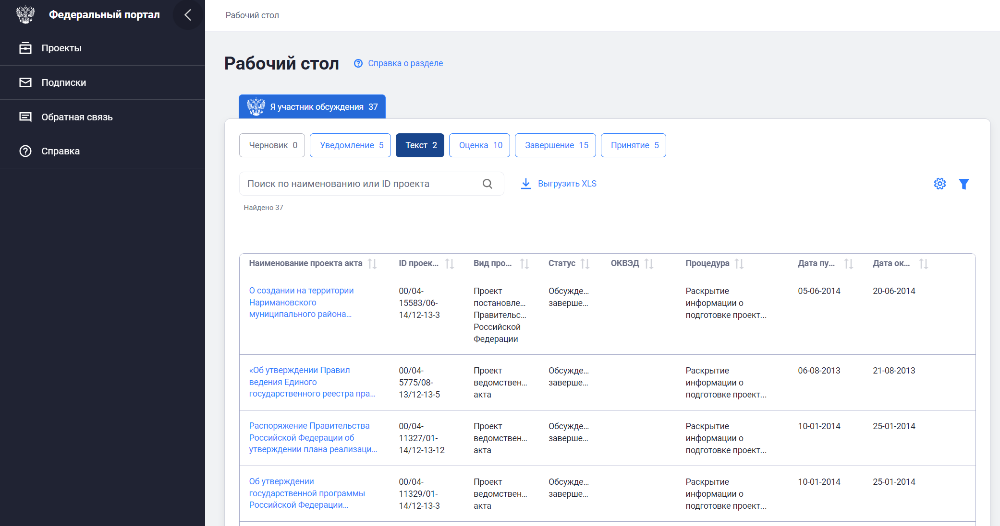 Федеральный портал
Проекты
Подписки
Обратная связь
Справка
Рабочий стол
Рабочий стол
Справка о разделе
Я участник обсуждения 37
Черновик 0
Уведомление 5
Текст 2
Оценка 10
Завершение 15
Принятие 5
Поиск по наименованию или ID проекта
Выгрузить XLS
Найдено 37
Наименование проекта акта
ID проек...
Вид про...
Статус
ОКВЭД
Процедура
Дата пу...
Дата ок...
О создании на территории
Наримановского
муниципального района...
00/04-
15583/06-
14/12-13-3
Проект
постановле...
Правительс...
Российской
Федерации
Обсужде...
заверше...
Раскрытие
информации о
подготовке проект...
05-06-2014
20-06-2014
«Об утверждении Правил
ведения Единого
государственного реестра пра...
00/04-
5775/08-
13/12-13-5
Проект
ведомствен...
акта
Обсужде...
заверше...
Раскрытие
информации о
подготовке проект...
06-08-2013
21-08-2013
Распоряжение Правительства
Российской Федерации об
утверждении плана реализаци...
00/04-
11327/01-
14/12-13-12
Проект
ведомствен...
акта
Обсужде...
заверше...
Раскрытие
информации о
подготовке проект...
10-01-2014
25-01-2014
Об утверждении
государственной программы
Российской Федерации...
00/04-
11329/01-
14/12-13-3
Проект
ведомствен...
акта
Обсужде...
заверше...
Раскрытие
информации о
подготовке проект...
10-01-2014
25-01-2014